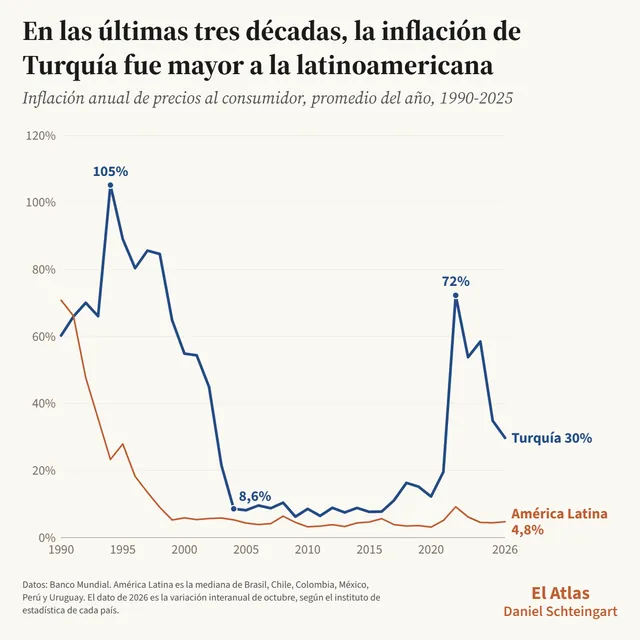 En las últimas tres décadas, la inflación de
Turquía fue mayor a la latinoamericana
Inflación anual de precios al consumidor, promedio del año, 1990-2025
120%
105%
100%
80%
72%
60%
40%
Turquía 30%
20%
8,6%
América Latina
4,8%
0%
1990
1995
2000
2005
2010
2015
2020
2026
Datos: Banco Mundial. América Latina es la mediana de Brasil, Chile, Colombia, México,
Perú y Uruguay. El dato de 2026 es la variación interanual de octubre, según el instituto de
estadística de cada país.
El Atlas
Daniel Schteingart